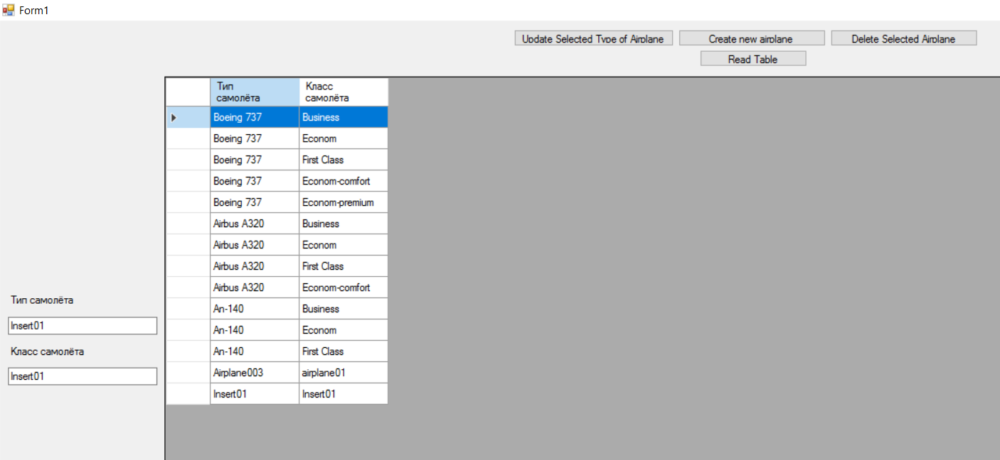 Form1
Update Selected Type of Airplane Create new airplane Delete Selected Airplane
Read Table
Тип самолёта Класс самолёта
Boeing 737 Business
Boeing 737 Econom
Boeing 737 First Class
Boeing 737 Econom-comfort
Boeing 737 Econom-premium
Airbus A320 Business
Airbus A320 Econom
Airbus A320 First Class
Airbus A320 Econom-comfort
An-140 Business
An-140 Econom
An-140 First Class
Airplane003 airplane01
Insert01 Insert01
Тип самолёта
Insert01
Класс самолёта
Insert01